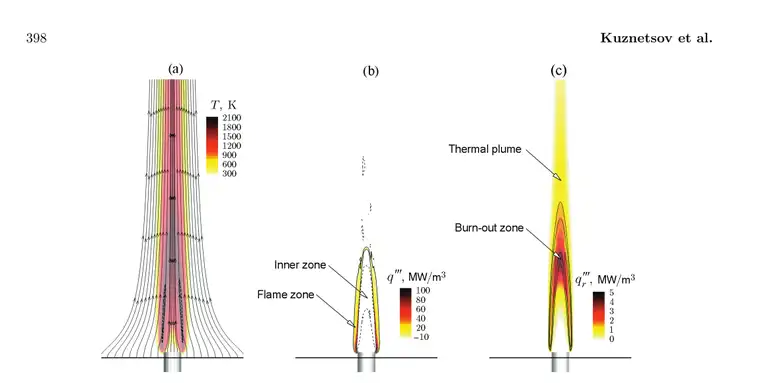 398
Kuznetsov et al.
(a)
(b)
(c)
T, K
2100
1800
1500
1200
900
600
300
Thermal plume
Burn-out zone
Inner zone
Flame zone
q‴, MW/m³
100
80
60
40
20
−10
q‴ᵣ, MW/m³
5
4
3
2
1
0